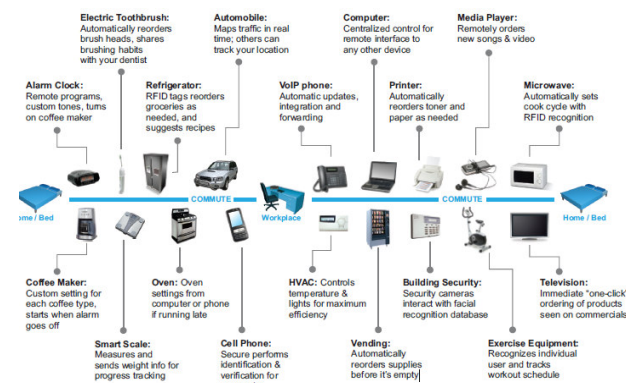 Electric Toothbrush:
Automatically reorders
brush heads, shares
brushing habits
with your dentist
Automobile:
Maps traffic in real
time; others can
track your location
Computer:
Centralized control for
remote interface to
any other device
Media Player:
Remotely orders
new songs & video
Alarm Clock:
Remote programs,
custom tones, turns
on coffee maker
Refrigerator:
RFID tags reorders
groceries as
needed, and
suggests recipes
VoIP phone:
Automatic updates,
integration and
forwarding
Printer:
Automatically
reorders toner and
paper as needed
Microwave:
Automatically sets
cook cycle with
RFID recognition
ome / Bed
COMMUTE
Workplace
COMMUTE
Home / Bed
Coffee Maker:
Custom setting for
each coffee type,
starts when alarm
goes off
Oven: Oven
settings from
computer or phone
if running late
HVAC: Controls
temperature &
lights for maximum
efficiency
Building Security:
Security cameras
interact with facial
recognition database
Television:
Immediate "one-click"
ordering of products
seen on commercials
Smart Scale:
Measures and
sends weight info for
progress tracking
Cell Phone:
Secure performs
identification &
verification for
Vending:
Automatically
reorders supplies
before it's empty
Exercise Equipment:
Recognizes individual
user and tracks
workout schedule